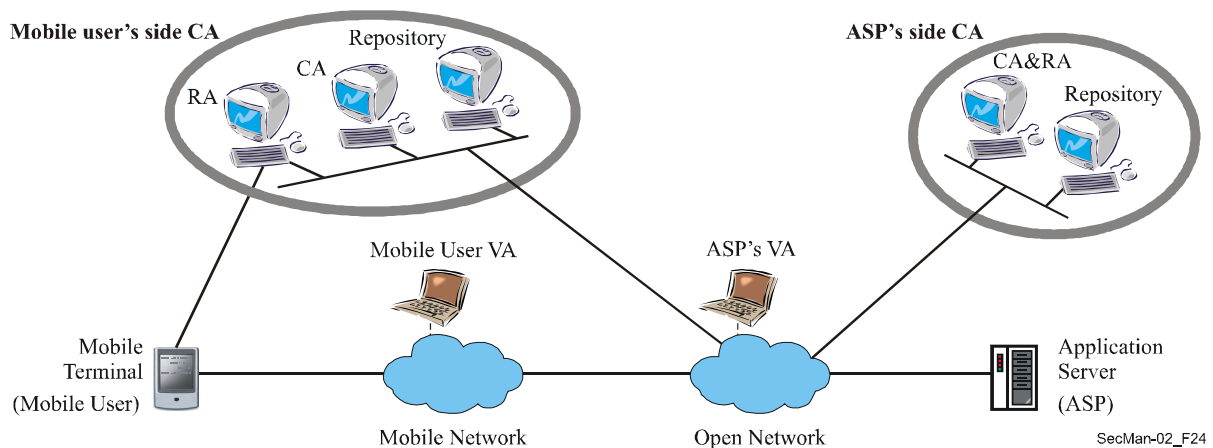 Mobile user's side CA
Repository
CA
RA
ASP's side CA
CA&RA
Repository
Mobile User VA
ASP's VA
Mobile
Terminal
(Mobile User)
Mobile Network
Open Network
Application
Server
(ASP)
SecMan-02_F24